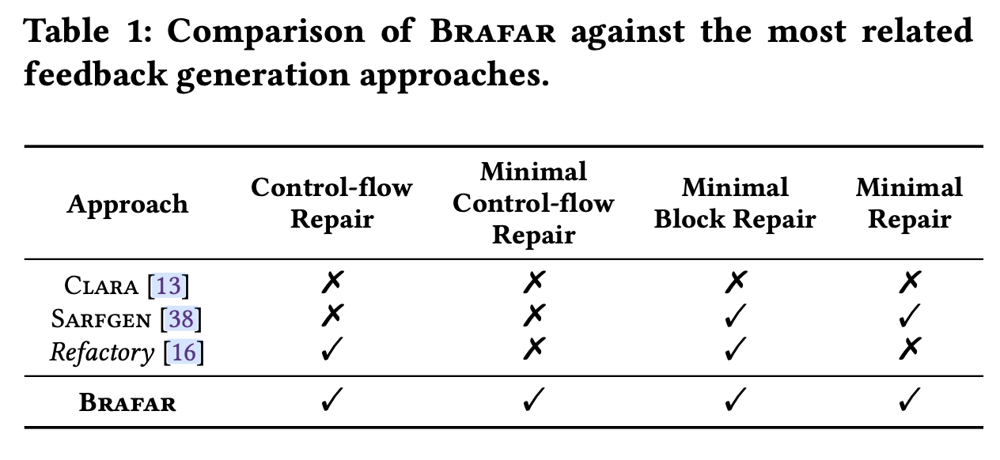 Table 1: Comparison of BRAFAR against the most related
feedback generation approaches.
Approach Control-flow Repair Minimal Control-flow Repair Minimal Block Repair Minimal Repair
CLARA [13] ✗ ✗ ✗ ✗
SARFGEN [38] ✗ ✗ ✓ ✓
Refactory [16] ✓ ✗ ✓ ✗
BRAFAR ✓ ✓ ✓ ✓